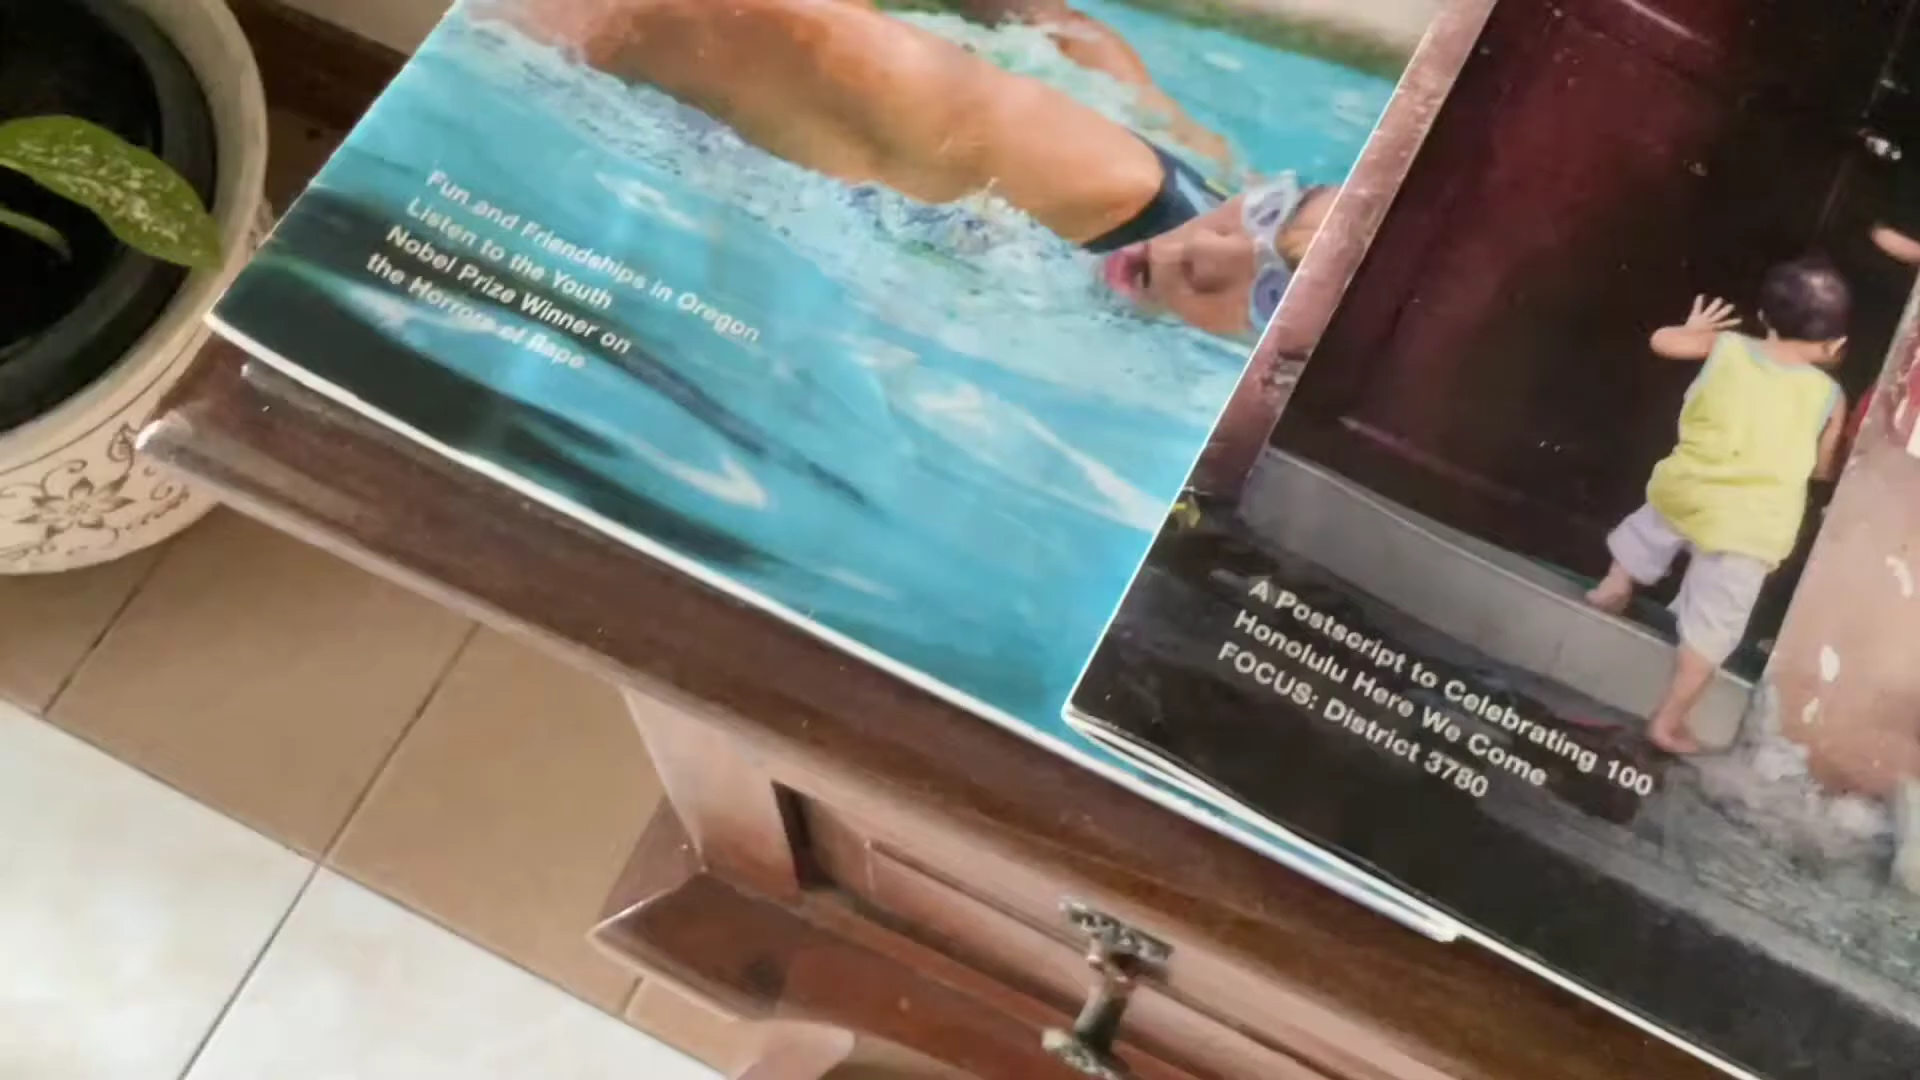 Fun and Friendships in Oregon
Listen to the Youth
Nobel Prize Winner on
the Horrors of Rape
A Postscript to Celebrating 100
Honolulu Here We Come
FOCUS: District 3780